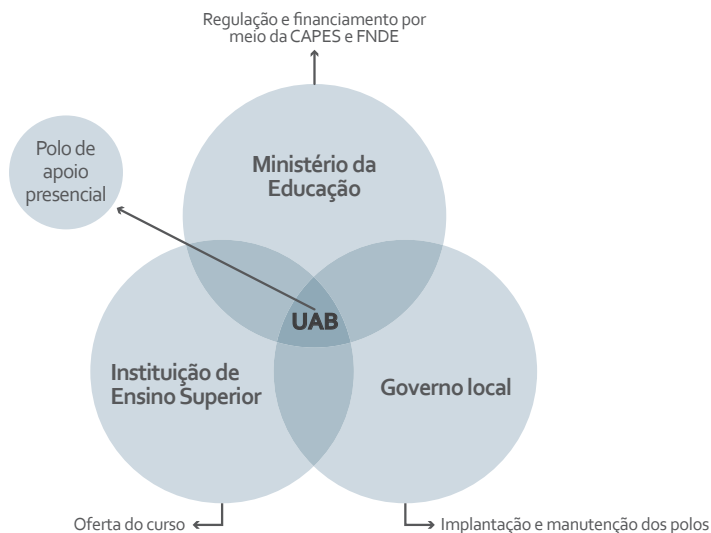 Regulação e financiamento por
meio da CAPES e FNDE
Polo de
apoio
presencial
Ministério da
Educação
UAB
Instituição de
Ensino Superior
Governo local
Oferta do curso
Implantação e manutenção dos polos